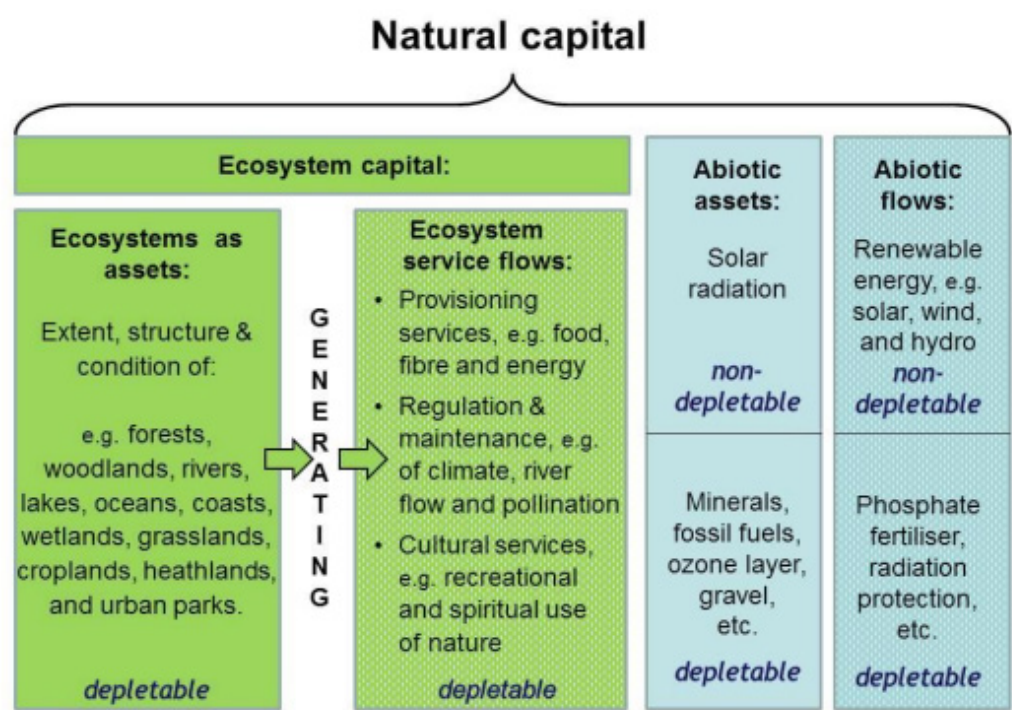 Natural capital
Ecosystem capital:
Ecosystems as
assets:
Extent, structure &
condition of:
e.g. forests,
woodlands, rivers,
lakes, oceans, coasts,
wetlands, grasslands,
croplands, heathlands,
and urban parks.
depletable
GENERATING
Ecosystem
service flows:
• Provisioning
services, e.g. food,
fibre and energy
• Regulation &
maintenance, e.g.
of climate, river
flow and pollination
• Cultural services,
e.g. recreational
and spiritual use
of nature
depletable
Abiotic
assets:
Solar
radiation
non-
depletable
Minerals,
fossil fuels,
ozone layer,
gravel,
etc.
depletable
Abiotic
flows:
Renewable
energy, e.g.
solar, wind,
and hydro
non-
depletable
Phosphate
fertiliser,
radiation
protection,
etc.
depletable